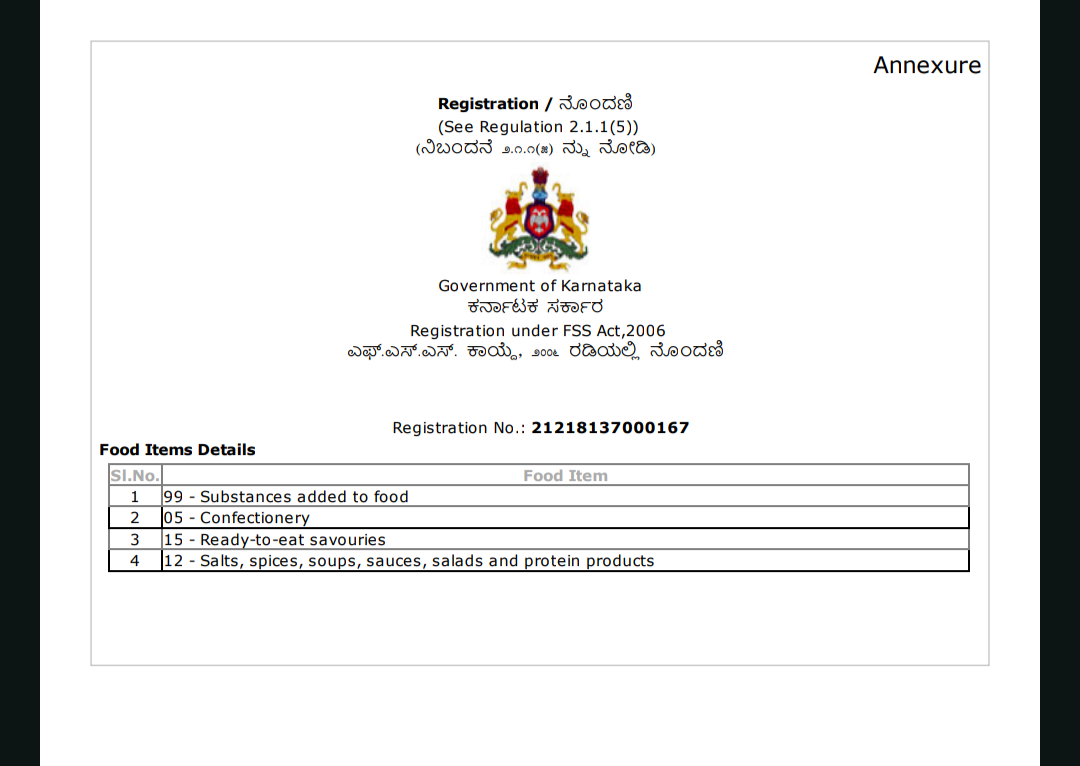 Annexure
Registration / ನೊಂದಣಿ
(See Regulation 2.1.1(5))
(ನಿಬಂದನೆ ೨.೧.೧(೫) ನ್ನು ನೋಡಿ)
Government of Karnataka
ಕರ್ನಾಟಕ ಸರ್ಕಾರ
Registration under FSS Act,2006
ಎಫ್.ಎಸ್.ಎಸ್. ಕಾಯ್ದೆ, ೨೦೦೬ ರಡಿಯಲ್ಲಿ ನೊಂದಣಿ
Registration No.: 21218137000167
Food Items Details
Sl.No. Food Item
1 99 - Substances added to food
2 05 - Confectionery
3 15 - Ready-to-eat savouries
4 12 - Salts, spices, soups, sauces, salads and protein products